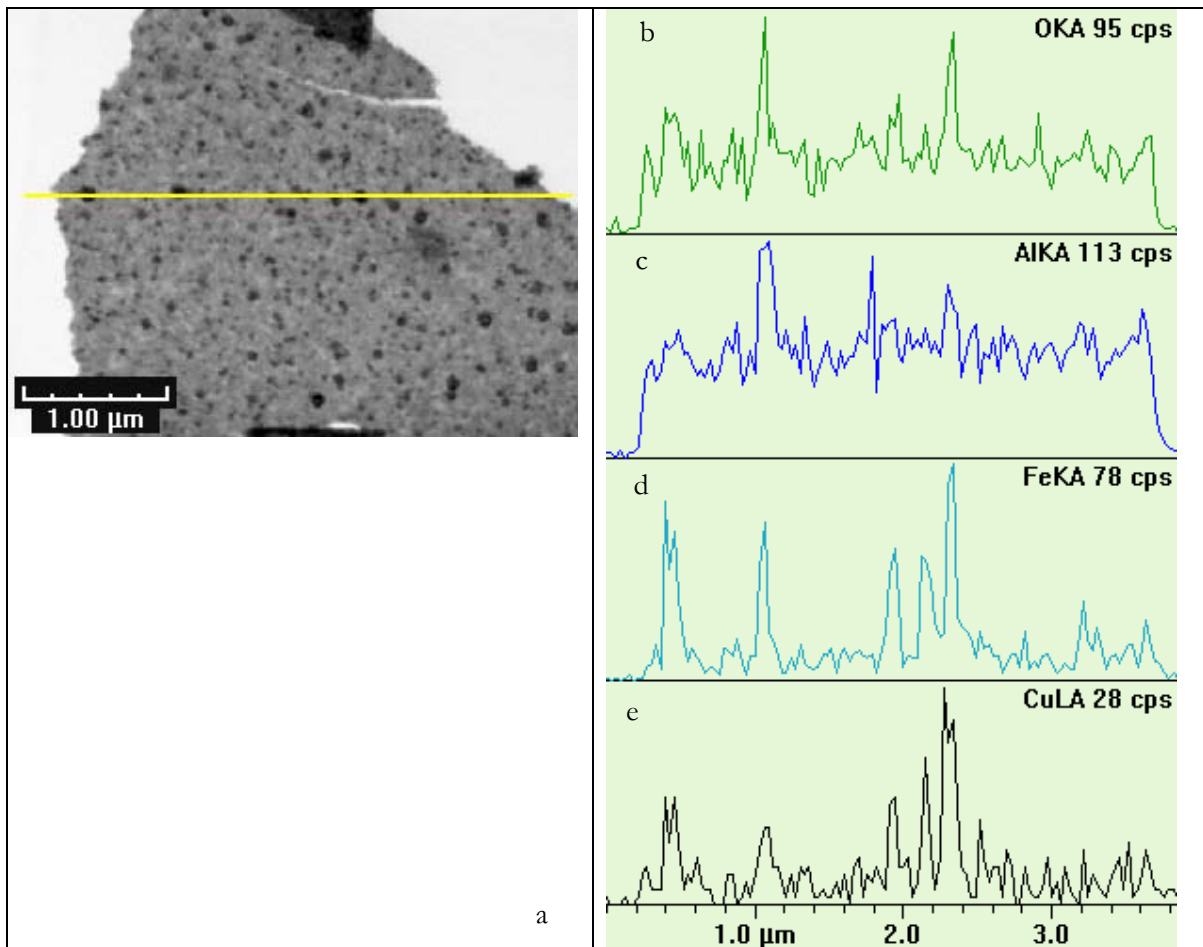 1.00 µm
a
b
OKA 95 cps
c
AlKA 113 cps
d
FeKA 78 cps
e
CuLA 28 cps
1.0 µm 2.0 3.0